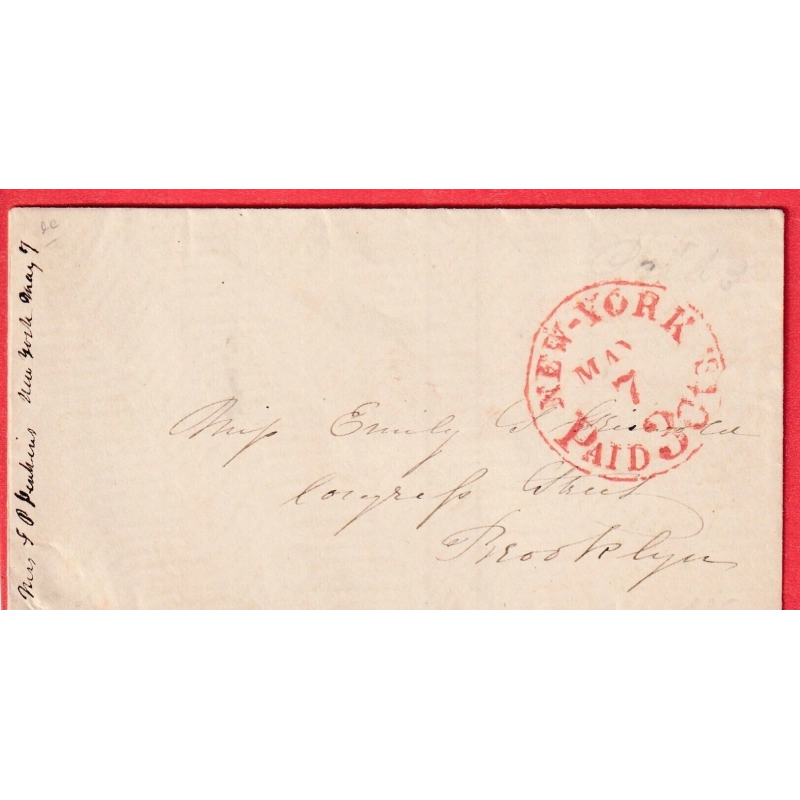 Mrs F P Jenkins New York May 7
NEW-YORK
MAY
7
PAID 3 CTS
Miss Emily G
Congress Street
Brooklyn